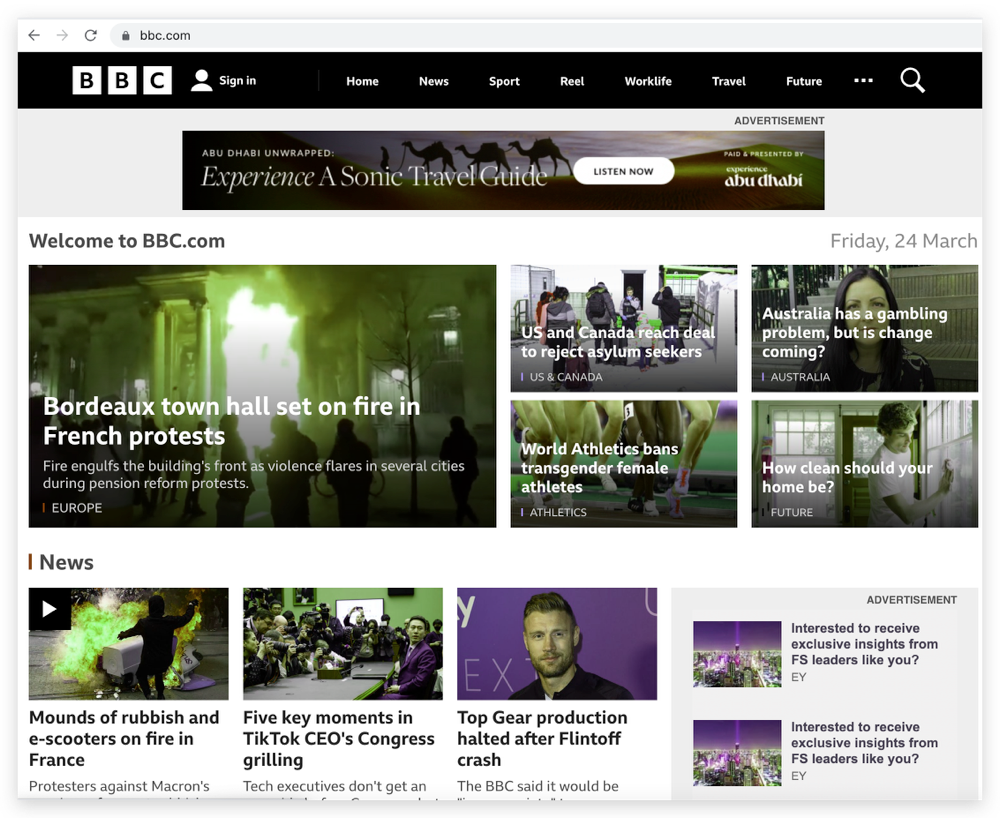 bbc.com
BBC
Sign in
Home
News
Sport
Reel
Worklife
Travel
Future
ADVERTISEMENT
ABU DHABI UNWRAPPED:
Experience A Sonic Travel Guide
LISTEN NOW
PAID & PRESENTED BY
experience
abu dhabi
Welcome to BBC.com
Friday, 24 March
Bordeaux town hall set on fire in
French protests
Fire engulfs the building's front as violence flares in several cities
during pension reform protests.
EUROPE
US and Canada reach deal
to reject asylum seekers
US & CANADA
Australia has a gambling
problem, but is change
coming?
AUSTRALIA
World Athletics bans
transgender female
athletes
ATHLETICS
How clean should your
home be?
FUTURE
News
Mounds of rubbish and
e-scooters on fire in
France
Protesters against Macron's
Five key moments in
TikTok CEO's Congress
grilling
Tech executives don't get an
Top Gear production
halted after Flintoff
crash
The BBC said it would be
ADVERTISEMENT
Interested to receive
exclusive insights from
FS leaders like you?
EY
Interested to receive
exclusive insights from
FS leaders like you?
EY